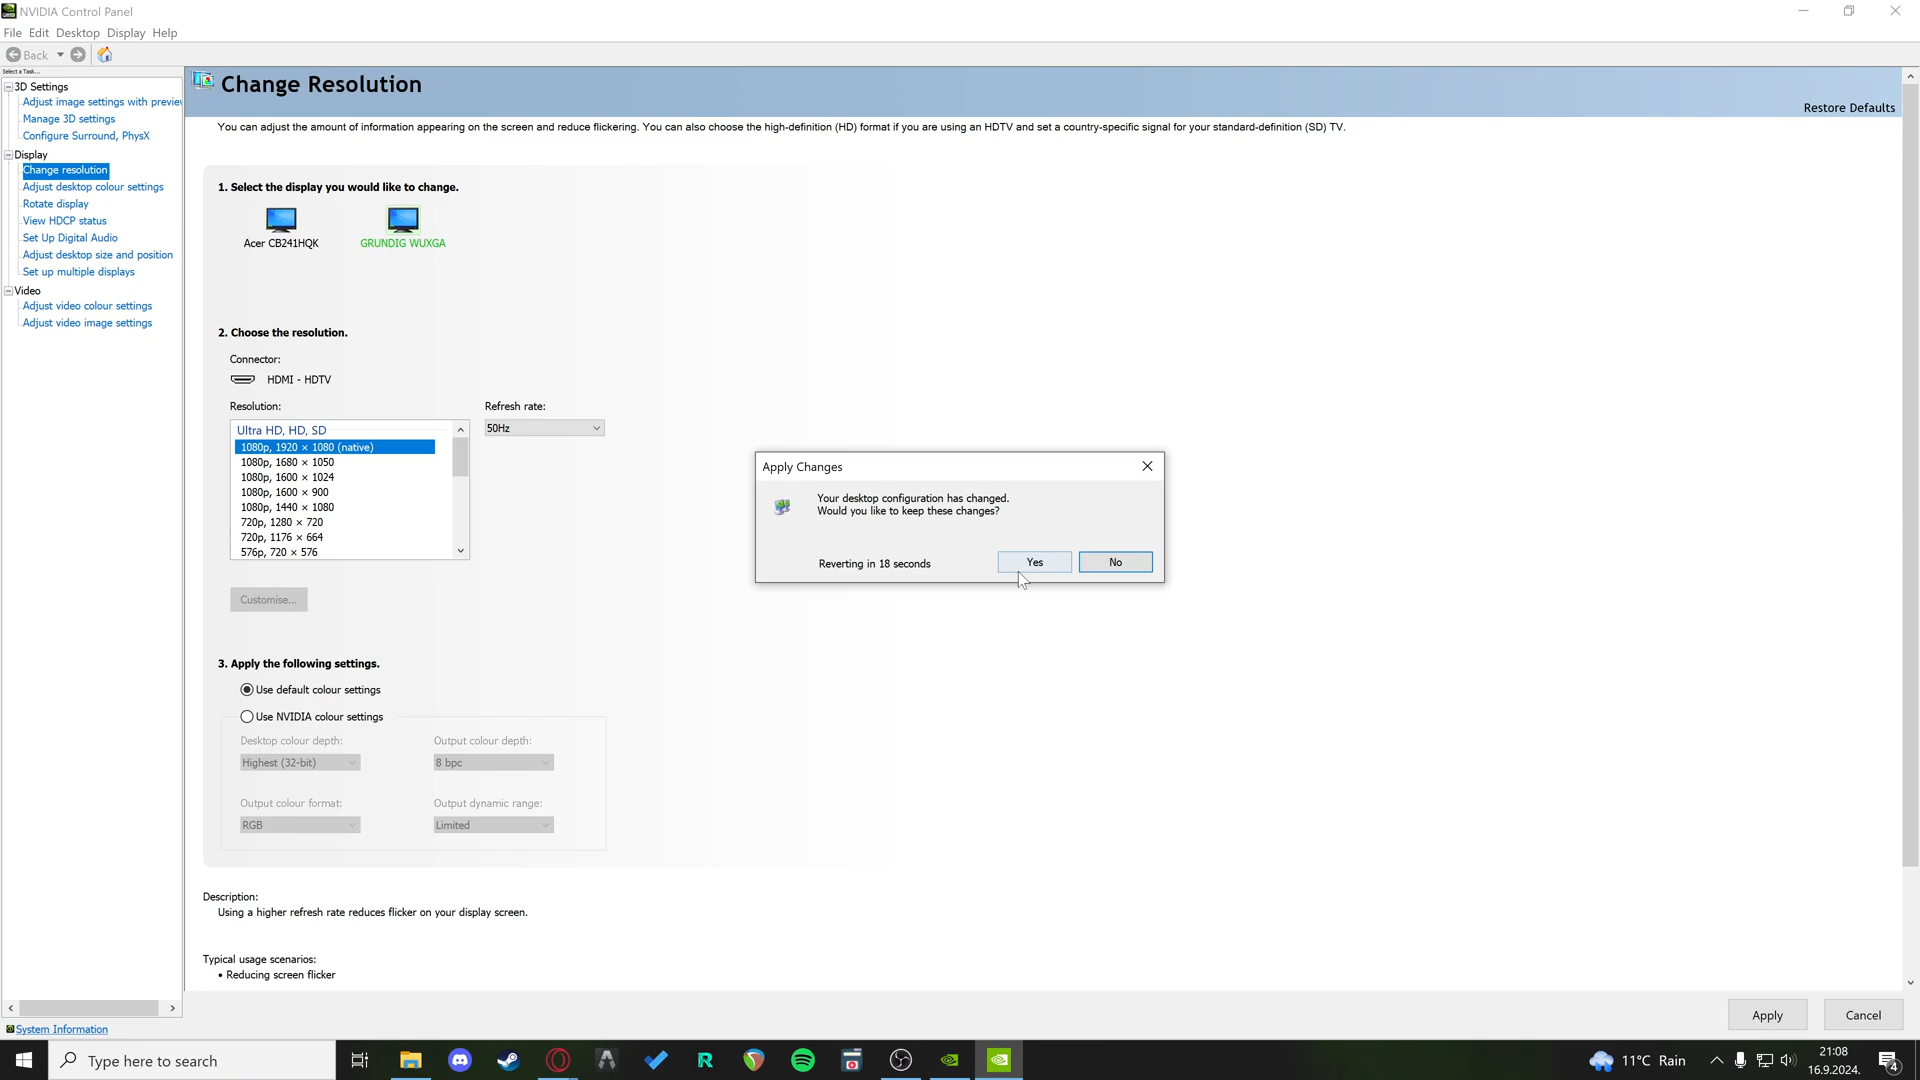 NVIDIA Control Panel
File Edit Desktop Display Help
Back
Select a Task...
3D Settings
Adjust image settings with preview
Manage 3D settings
Configure Surround, PhysX
Display
Change resolution
Adjust desktop colour settings
Rotate display
View HDCP status
Set Up Digital Audio
Adjust desktop size and position
Set up multiple displays
Video
Adjust video colour settings
Adjust video image settings
System Information
Change Resolution
Restore Defaults
You can adjust the amount of information appearing on the screen and reduce flickering. You can also choose the high-definition (HD) format if you are using an HDTV and set a country-specific signal for your standard-definition (SD) TV.
1. Select the display you would like to change.
Acer CB241HQK GRUNDIG WUXGA
2. Choose the resolution.
Connector:
HDMI - HDTV
Resolution: Refresh rate:
Ultra HD, HD, SD 50Hz
1080p, 1920 × 1080 (native)
1080p, 1680 × 1050
1080p, 1600 × 1024
1080p, 1600 × 900
1080p, 1440 × 1080
720p, 1280 × 720
720p, 1176 × 664
576p, 720 × 576
Customise...
3. Apply the following settings.
Use default colour settings
Use NVIDIA colour settings
Desktop colour depth: Output colour depth:
Highest (32-bit) 8 bpc
Output colour format: Output dynamic range:
RGB Limited
Description:
Using a higher refresh rate reduces flicker on your display screen.
Typical usage scenarios:
• Reducing screen flicker
Apply Changes
Your desktop configuration has changed.
Would you like to keep these changes?
Reverting in 18 seconds Yes No
Apply Cancel
Type here to search
11°C Rain
21:08
16.9.2024.
4